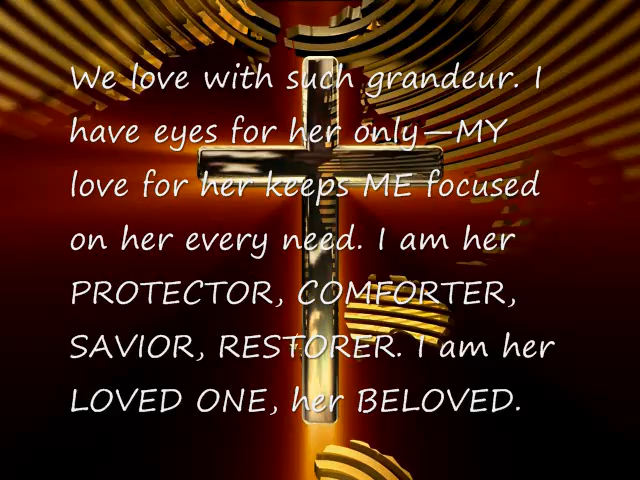 We love with such grandeur. I
have eyes for her only—MY
love for her keeps ME focused
on her every need. I am her
PROTECTOR, COMFORTER,
SAVIOR, RESTORER. I am her
LOVED ONE, her BELOVED.